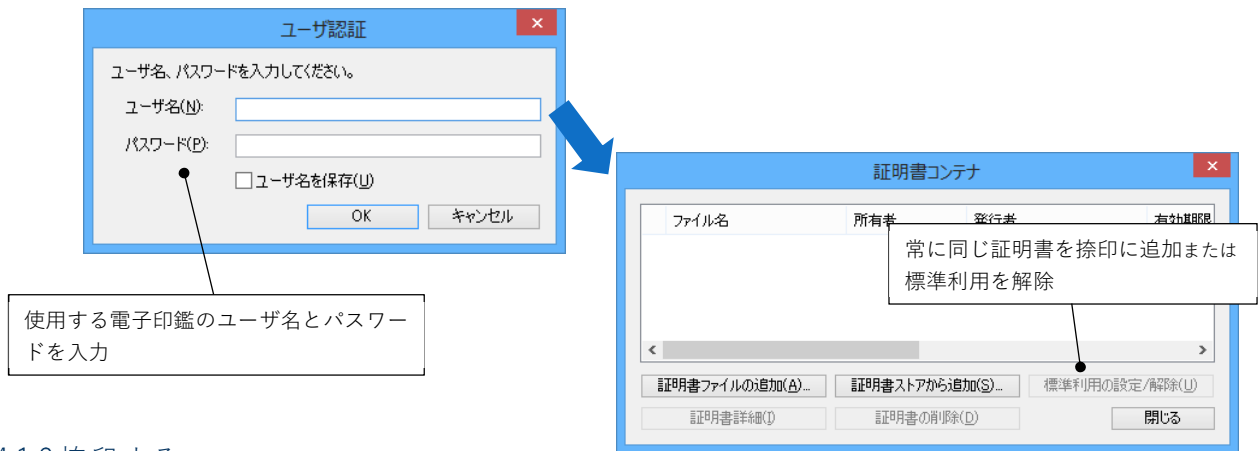 ユーザ認証
ユーザ名、パスワードを入力してください。
ユーザ名(N):
パスワード(P):
ユーザ名を保存(U)
OK
キャンセル
使用する電子印鑑のユーザ名とパスワー
ドを入力
証明書コンテナ
ファイル名
所有者
発行者
有効期限
常に同じ証明書を捺印に追加または
標準利用を解除
証明書ファイルの追加(A)...
証明書ストアから追加(S)...
標準利用の設定/解除(U)
証明書詳細(I)
証明書の削除(D)
閉じる